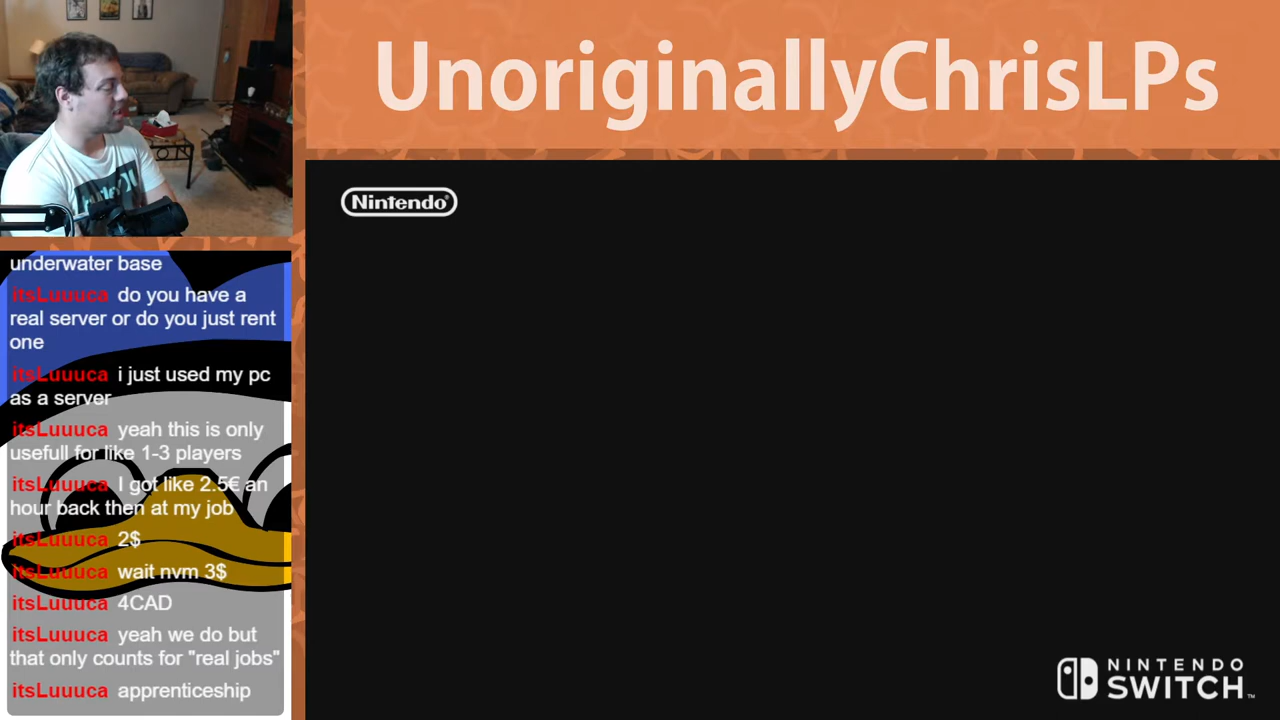 UnoriginallyChrisLPs
Nintendo®
underwater base
itsLuuuca do you have a
real server or do you just rent
one
itsLuuuca i just used my pc
as a server
itsLuuuca yeah this is only
usefull for like 1-3 players
itsLuuuca I got like 2.5€ an
hour back then at my job
itsLuuuca 2$
itsLuuuca wait nvm 3$
itsLuuuca 4CAD
itsLuuuca yeah we do but
that only counts for "real jobs"
itsLuuuca apprenticeship
NINTENDO
SWITCH™